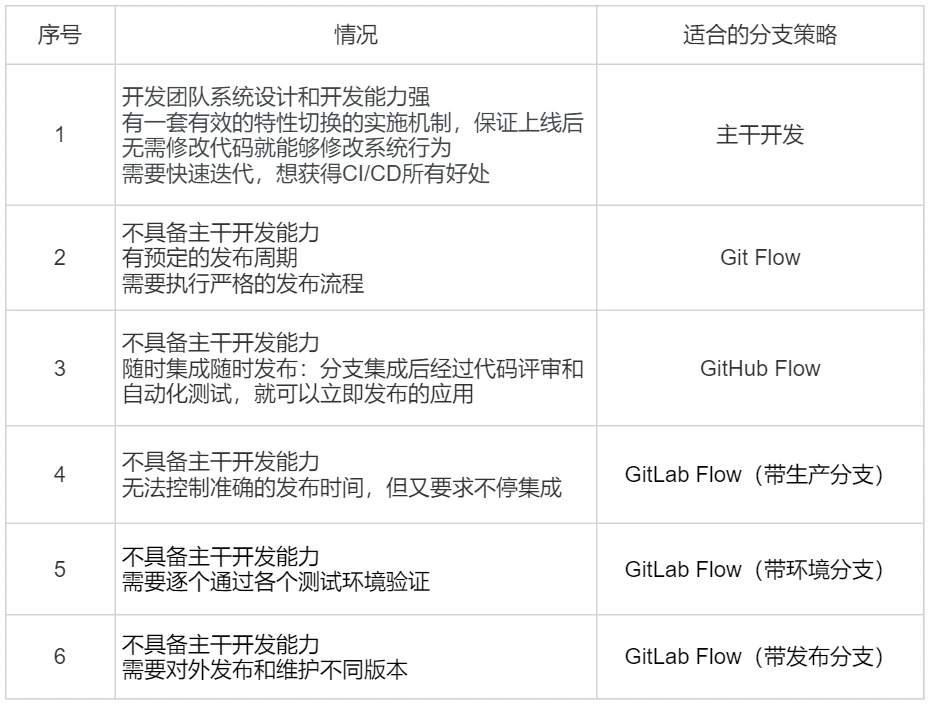 序号 情况 适合的分支策略
1
开发团队系统设计和开发能力强
有一套有效的特性切换的实施机制，保证上线后
无需修改代码就能够修改系统行为
需要快速迭代，想获得CI/CD所有好处
主干开发
2
不具备主干开发能力
有预定的发布周期
需要执行严格的发布流程
Git Flow
3
不具备主干开发能力
随时集成随时发布：分支集成后经过代码评审和
自动化测试，就可以立即发布的应用
GitHub Flow
4
不具备主干开发能力
无法控制准确的发布时间，但又要求不停集成
GitLab Flow（带生产分支）
5
不具备主干开发能力
需要逐个通过各个测试环境验证
GitLab Flow（带环境分支）
6
不具备主干开发能力
需要对外发布和维护不同版本
GitLab Flow（带发布分支）